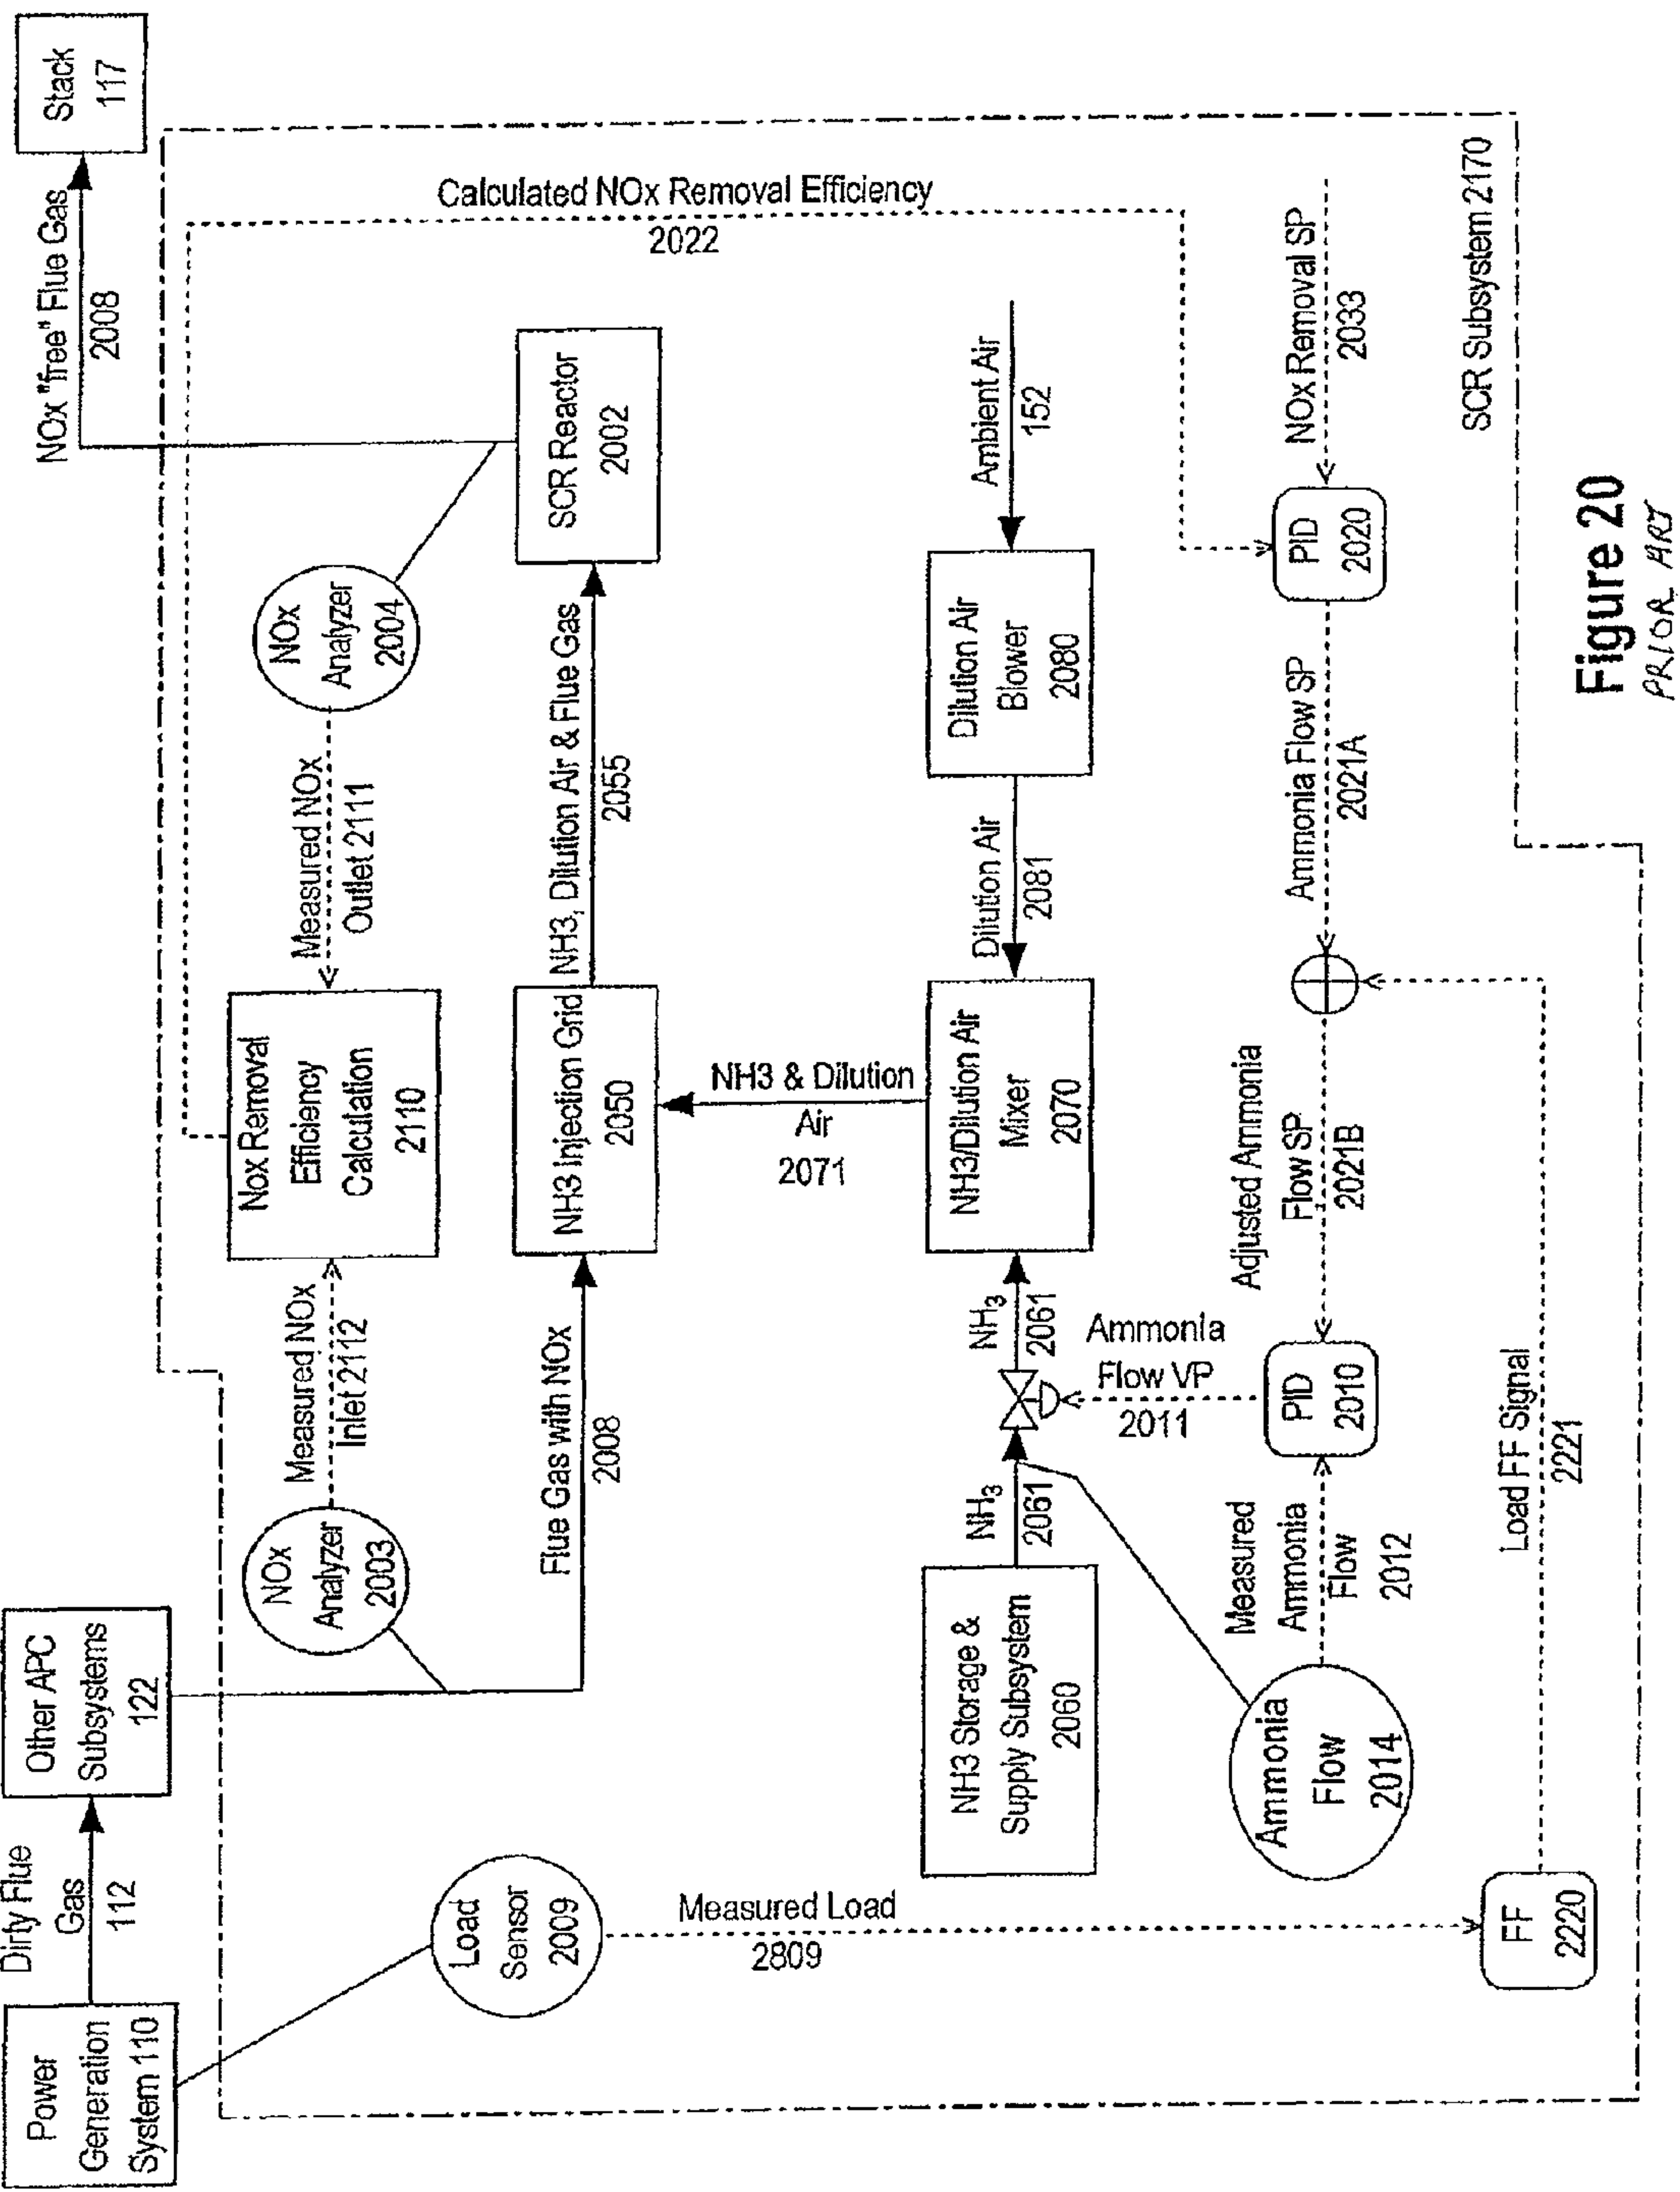 Power
Generation
System 110
Dirty Flue
Gas
112
Other APC
Subsystems
122
NOx "free" Flue Gas
2008
Stack
117
Load
Sensor
2009
Measured Load
2809
NOx
Analyzer
2003
Measured NOx
Inlet 2112
Nox Removal
Efficiency
Calculation
2110
Measured NOx
Outlet 2111
NOx
Analyzer
2004
Calculated NOx Removal Efficiency
2022
Flue Gas with NOx
2008
NH3 Injection Grid
2050
NH3, Dilution Air & Flue Gas
2055
SCR Reactor
2002
NH3 & Dilution
Air
2071
NH3 Storage &
Supply Subsystem
2060
NH3
2061
NH3
2061
NH3/Dilution Air
Mixer
2070
Dilution Air
2081
Dilution Air
Blower
2080
Ambient Air
152
Ammonia
Flow VP
2011
Ammonia
Flow
2014
Measured
Ammonia
Flow
2012
PID
2010
Adjusted Ammonia
Flow SP
2021B
Ammonia Flow SP
2021A
PID
2020
NOx Removal SP
2033
FF
2220
Load FF Signal
2221
SCR Subsystem 2170
Figure 20
PRIOR ART